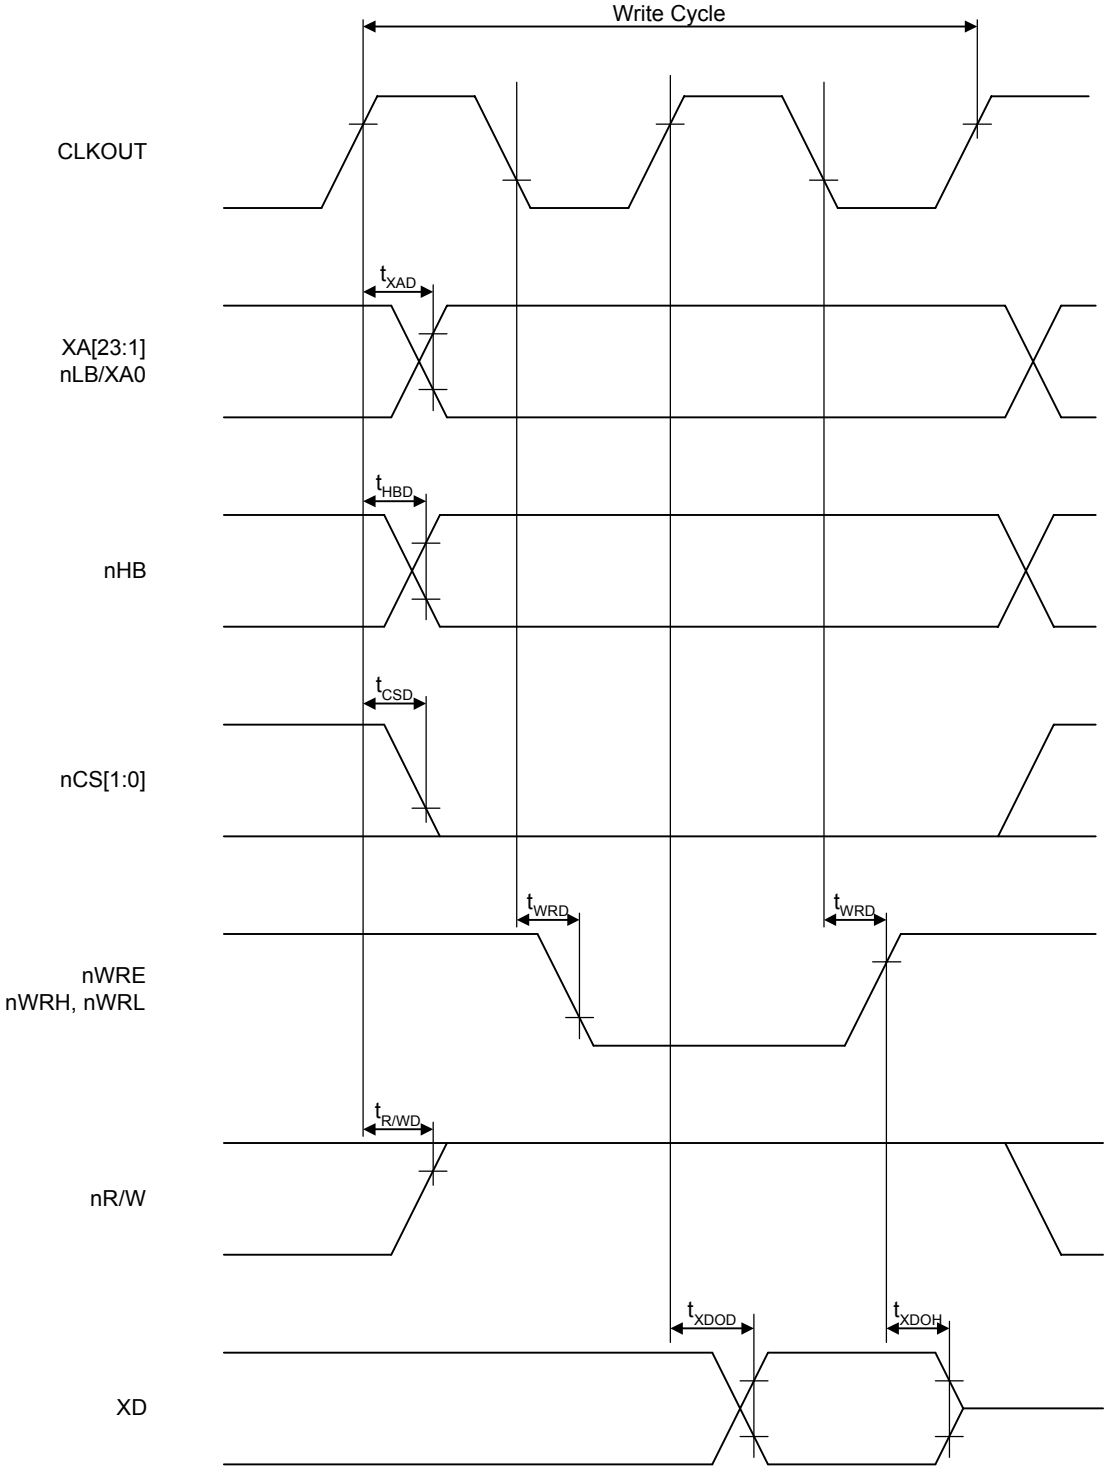 Write Cycle
CLKOUT
tXAD
XA[23:1]
nLB/XA0
tHBD
nHB
tCSD
nCS[1:0]
tWRD tWRD
nWRE
nWRH, nWRL
tR/WD
nR/W
tXDOD tXDOH
XD